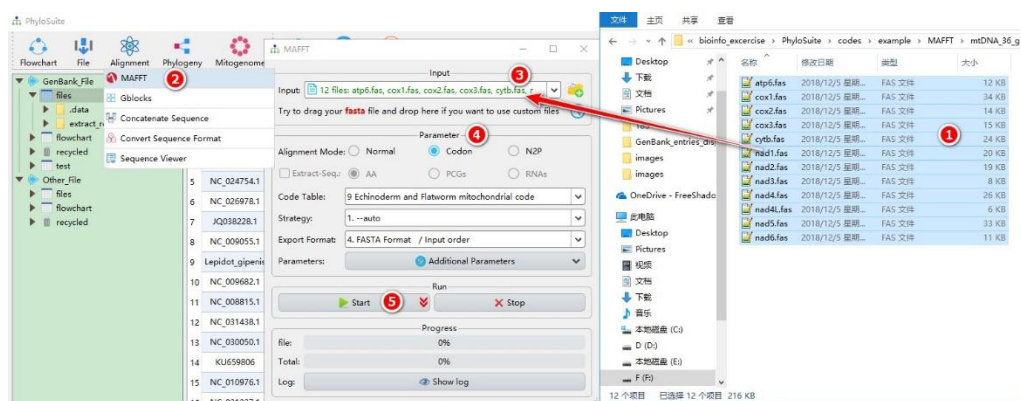 PhyloSuite
Flowchart File Alignment Phylogeny Mitogenome
GenBank_File
files
.data
extract_r
flowchart
recycled
test
Other_File
files
flowchart
recycled
MAFFT 2
Gblocks
Concatenate Sequence
Convert Sequence Format
Sequence Viewer
5 NC_024754.1
6 NC_026978.1
7 JQ038228.1
8 NC_009055.1
9 Lepidot_gipenis
10 NC_009682.1
11 NC_008815.1
12 NC_031438.1
13 NC_030050.1
14 KU659806
15 NC_010976.1
MAFFT
Input
3
Input: 12 files: atp6.fas, cox1.fas, cox2.fas, cox3.fas, cytb.fas, r
Try to drag your fasta file and drop here if you want to use custom files
Parameter 4
Alignment Mode: Normal Codon N2P
Extract-Seq.: AA PCGs RNAs
Code Table: 9 Echinoderm and Flatworm mitochondrial code
Strategy: 1. --auto
Export Format: 4. FASTA Format / Input order
Parameters: Additional Parameters
Run
Start 5 Stop
Progress
file: 0%
Total: 0%
Log: Show log
文件 主页 共享 查看
« bioinfo_excercise › PhyloSuite › codes › example › MAFFT › mtDNA_36_g
Desktop
下载
文档
Pictures
GenBank_entries_dis
images
images
OneDrive - FreeShado
此电脑
Desktop
Pictures
视频
文档
下载
音乐
本地磁盘 (C:)
D (D:)
本地磁盘 (E:)
F (F:)
名称 修改日期 类型 大小
atp6.fas 2018/12/5 星期... FAS 文件 12 KB
cox1.fas 2018/12/5 星期... FAS 文件 34 KB
cox2.fas 2018/12/5 星期... FAS 文件 14 KB
cox3.fas 2018/12/5 星期... FAS 文件 15 KB
cytb.fas 2018/12/5 星期... FAS 文件 1 24 KB
nad1.fas 2018/12/5 星期... FAS 文件 20 KB
nad2.fas 2018/12/5 星期... FAS 文件 19 KB
nad3.fas 2018/12/5 星期... FAS 文件 8 KB
nad4.fas 2018/12/5 星期... FAS 文件 26 KB
nad4L.fas 2018/12/5 星期... FAS 文件 6 KB
nad5.fas 2018/12/5 星期... FAS 文件 33 KB
nad6.fas 2018/12/5 星期... FAS 文件 11 KB
12 个项目 已选择 12 个项目 216 KB